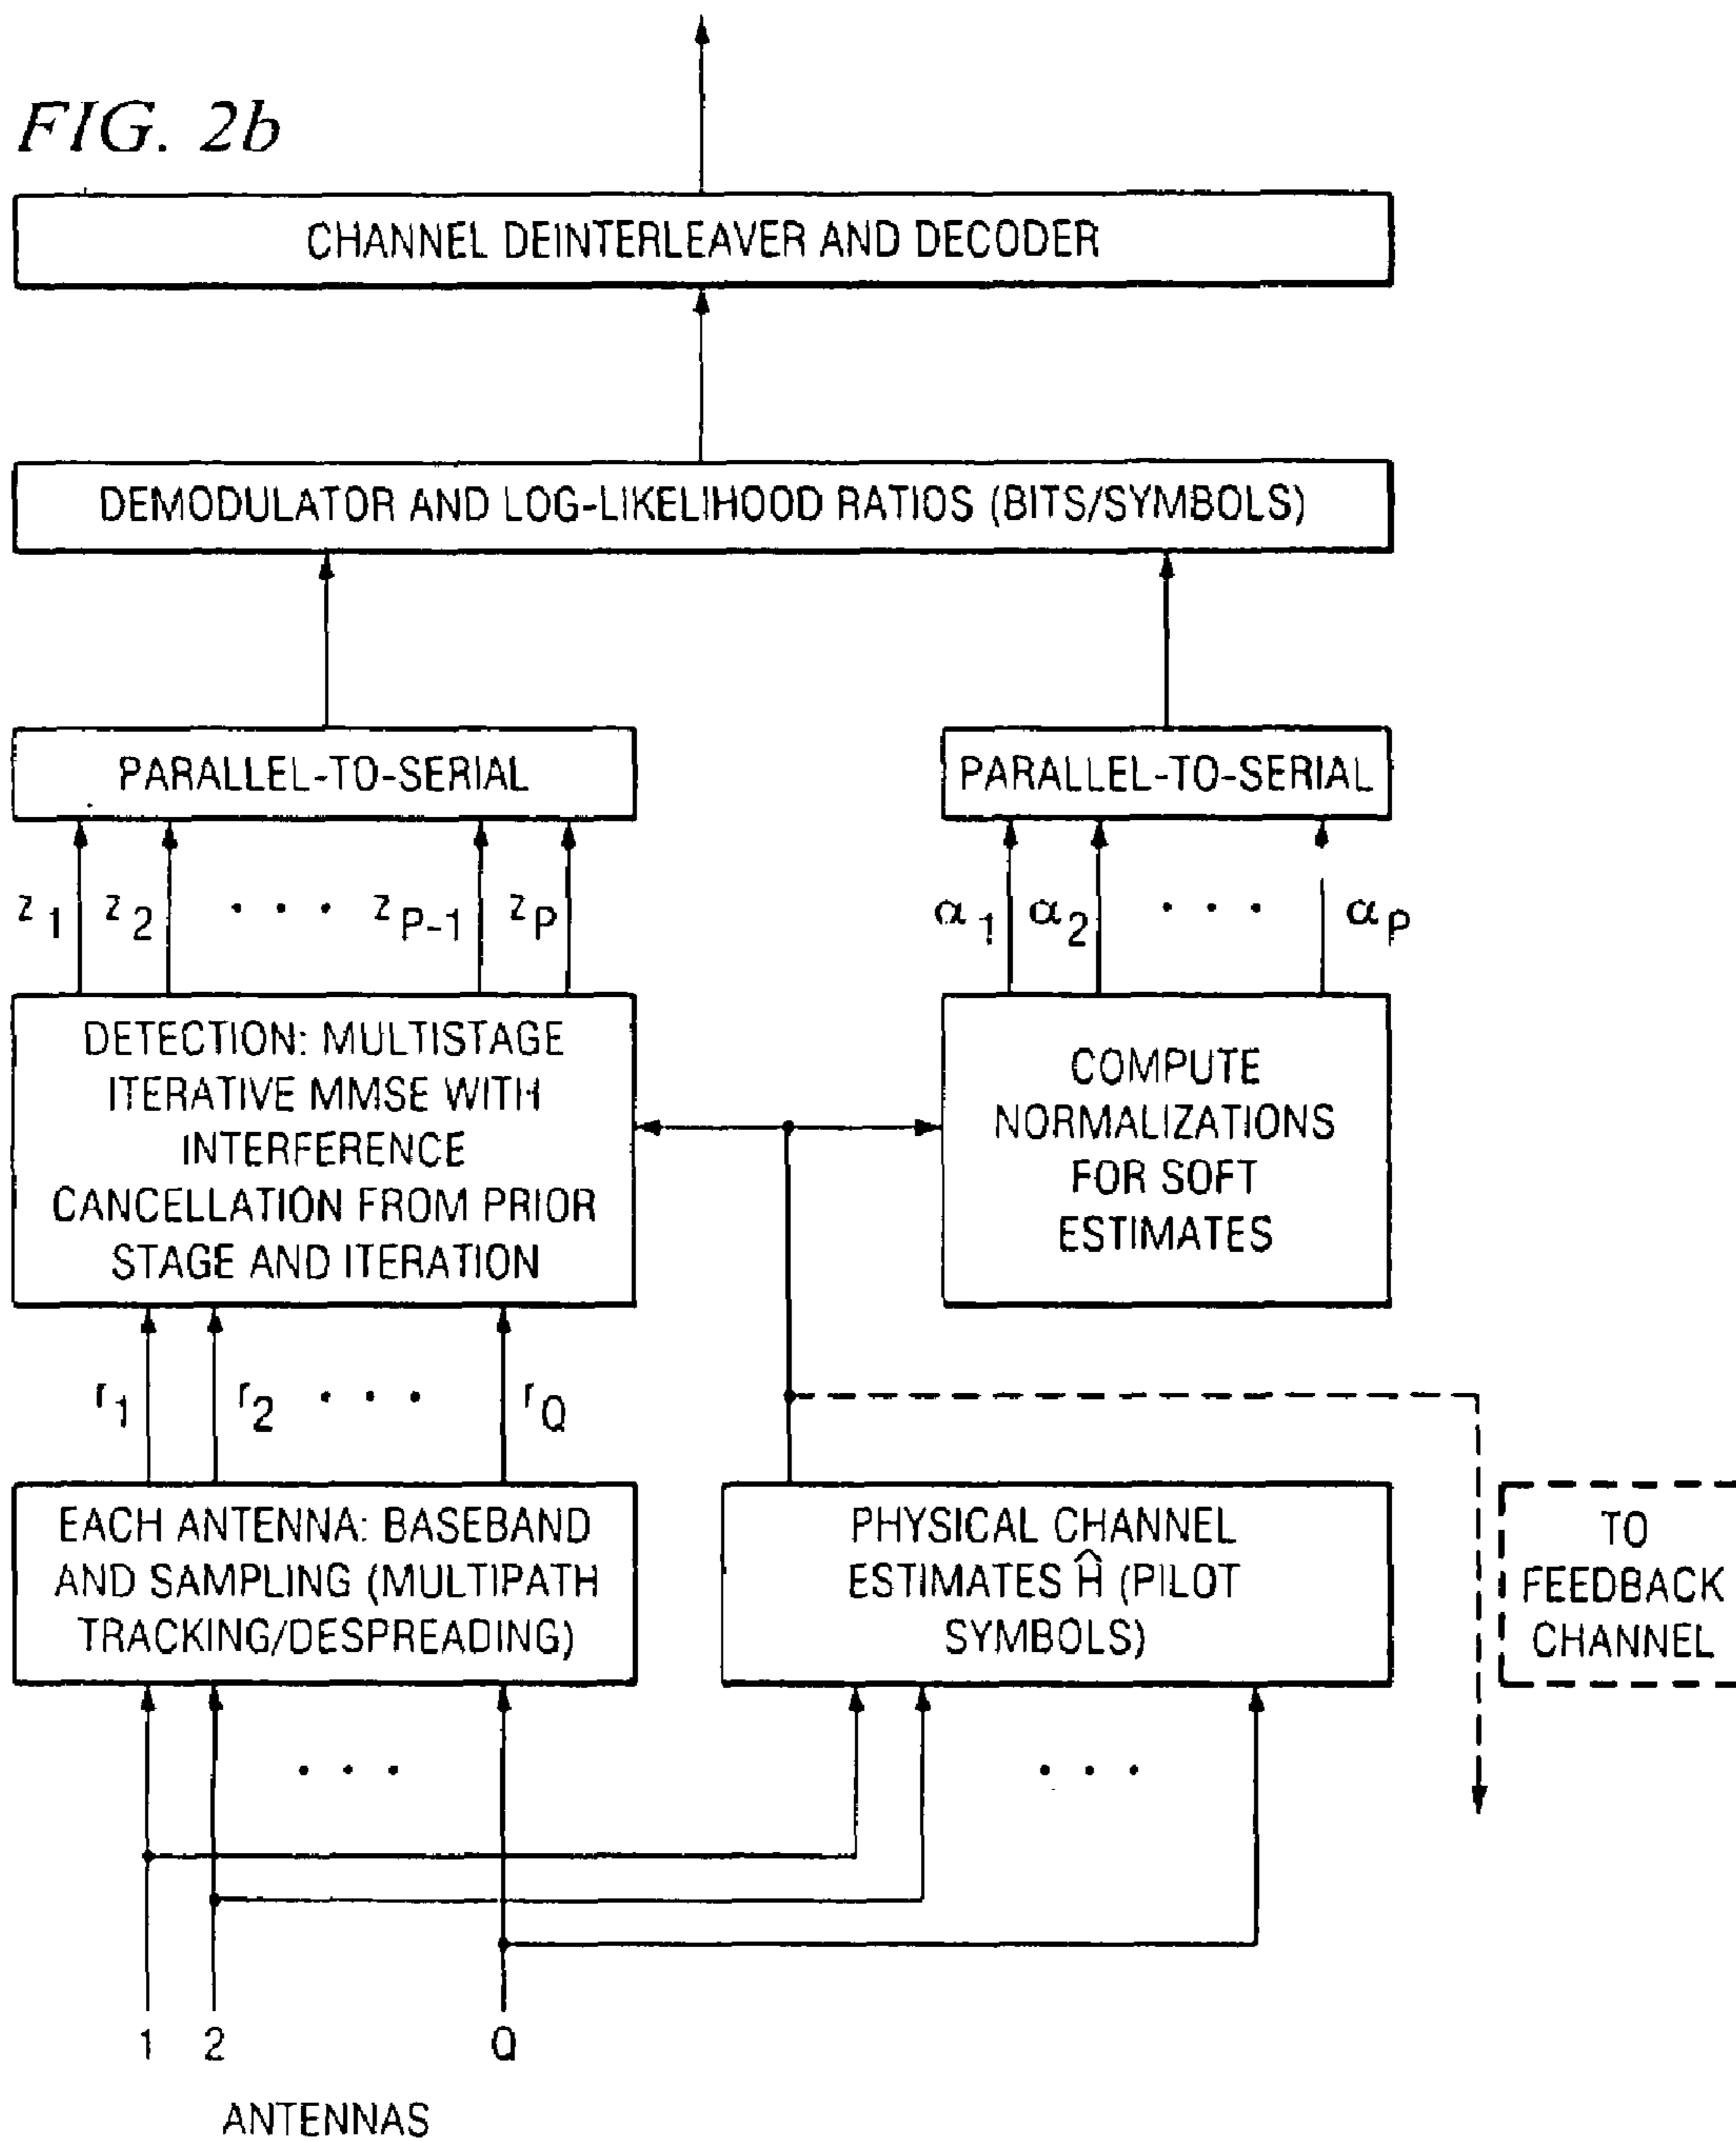 FIG. 2b
CHANNEL DEINTERLEAVER AND DECODER
DEMODULATOR AND LOG-LIKELIHOOD RATIOS (BITS/SYMBOLS)
PARALLEL-TO-SERIAL
PARALLEL-TO-SERIAL
z1 z2 . . . zP-1 zP
α1 α2 . . . αP
DETECTION: MULTISTAGE
ITERATIVE MMSE WITH
INTERFERENCE
CANCELLATION FROM PRIOR
STAGE AND ITERATION
COMPUTE
NORMALIZATIONS
FOR SOFT
ESTIMATES
r1 r2 . . . rQ
EACH ANTENNA: BASEBAND
AND SAMPLING (MULTIPATH
TRACKING/DESPREADING)
PHYSICAL CHANNEL
ESTIMATES Ĥ (PILOT
SYMBOLS)
TO
FEEDBACK
CHANNEL
. . .
. . .
1 2 Q
ANTENNAS